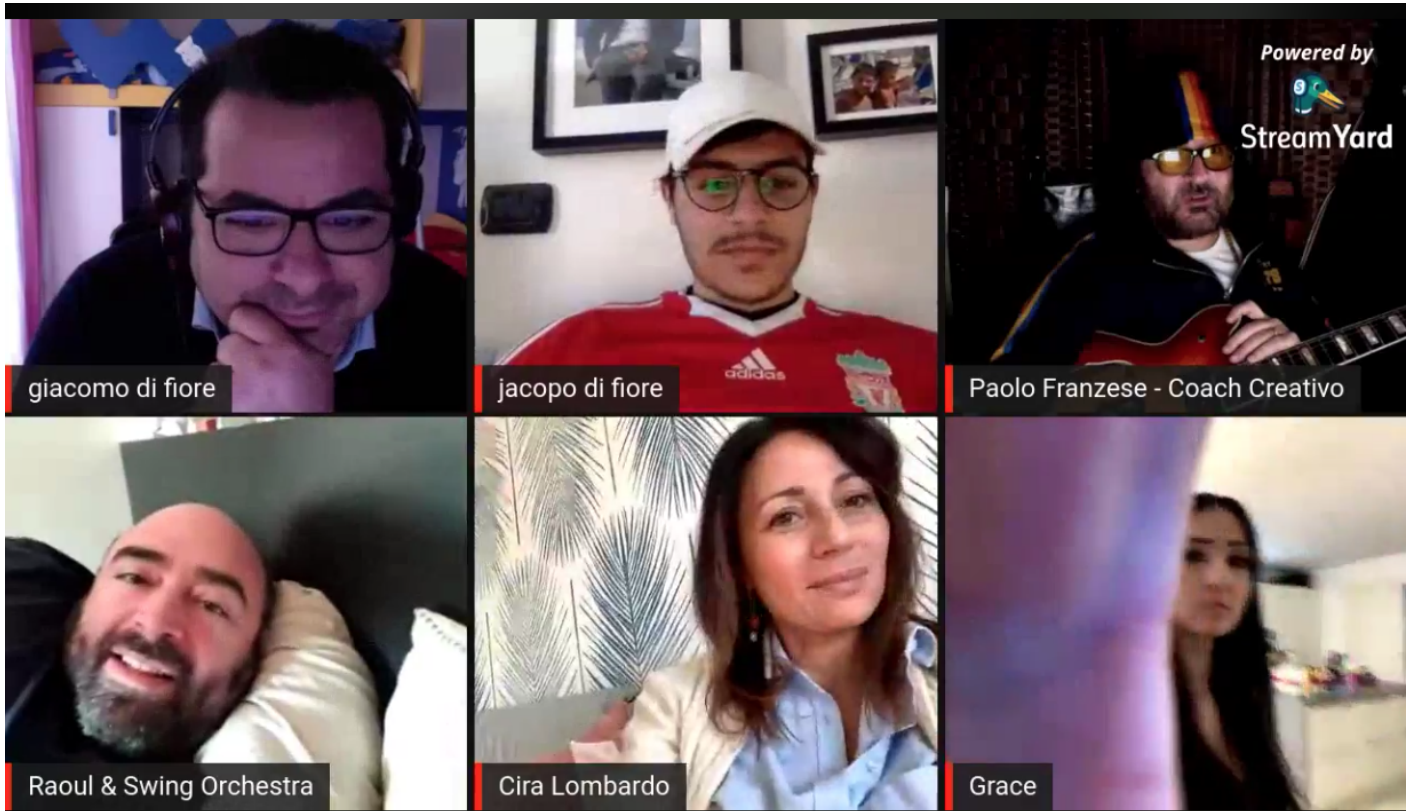 Powered by
StreamYard
adidas
giacomo di fiore
jacopo di fiore
Paolo Franzese - Coach Creativo
Raoul & Swing Orchestra
Cira Lombardo
Grace